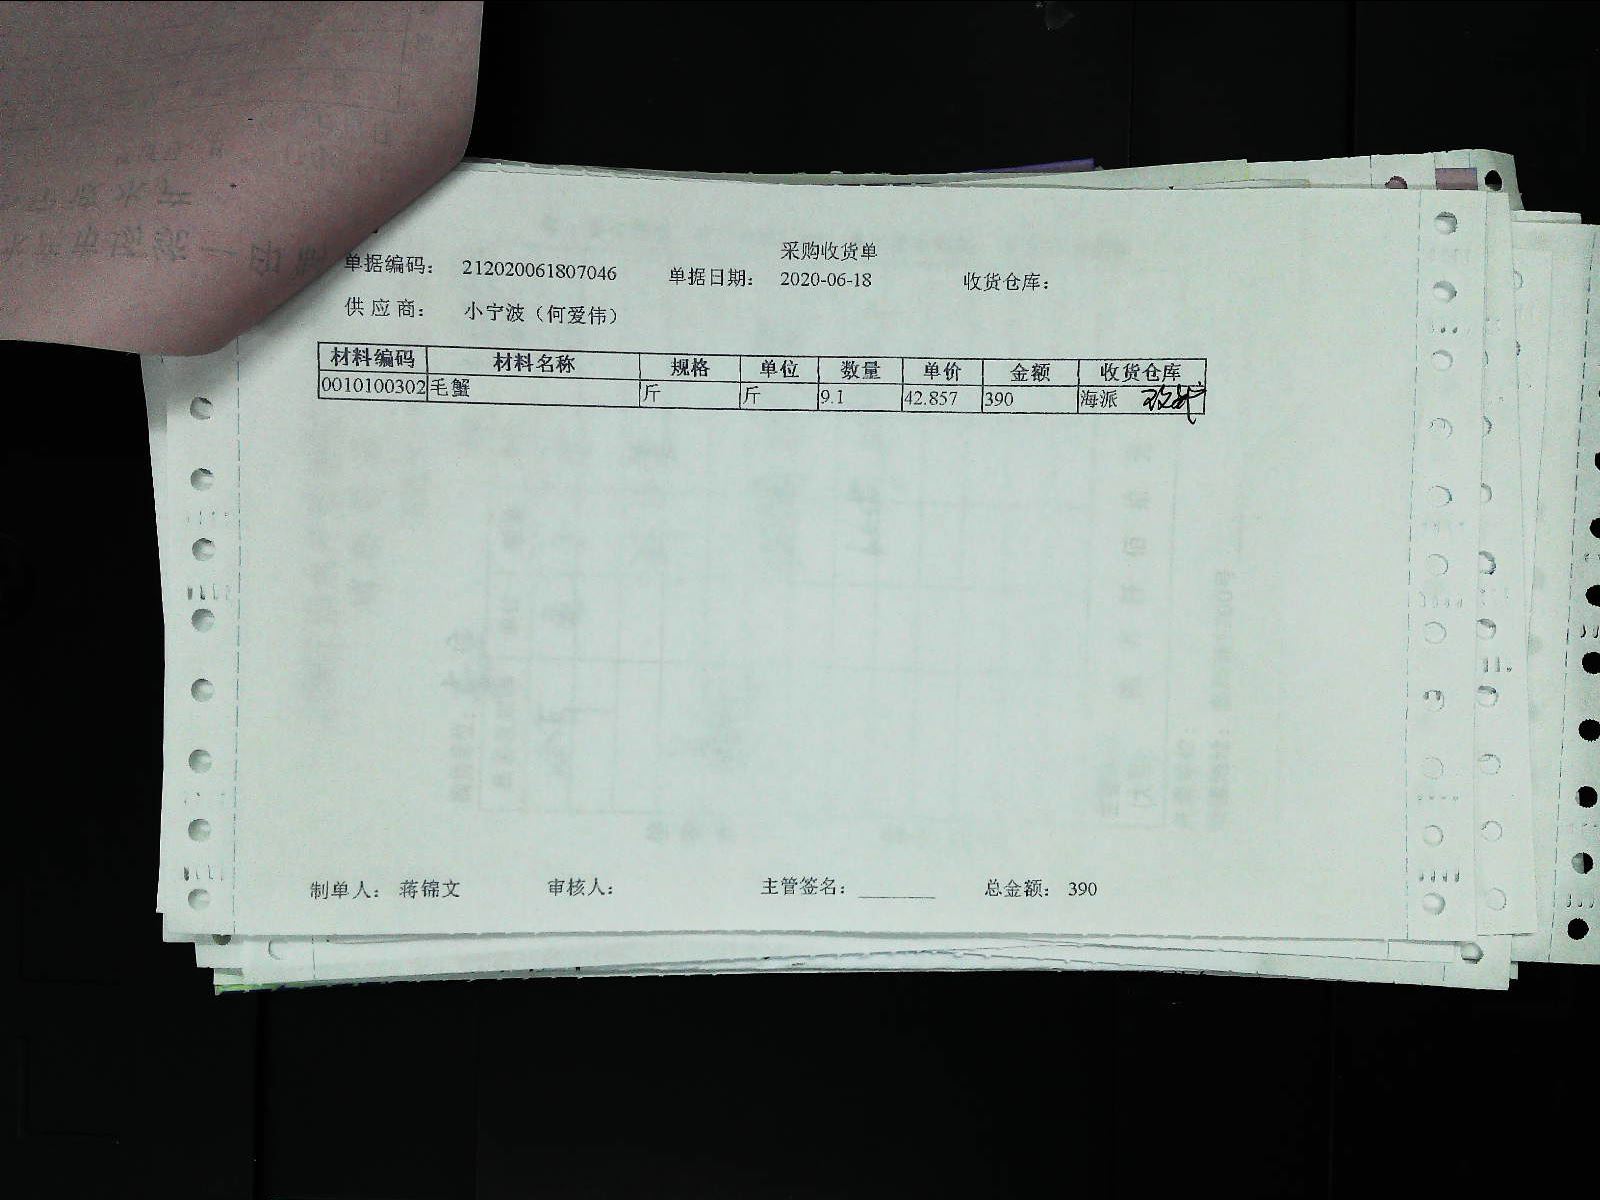 采购收货单
单据编码： 212020061807046 单据日期： 2020-06-18 收货仓库：
供 应 商： 小宁波（何爱伟）
材料编码 材料名称 规格 单位 数量 单价 金额 收货仓库
0010100302 毛蟹 斤 斤 9.1 42.857 390 海派
制单人： 蒋锦文 审核人： 主管签名： ________ 总金额： 390